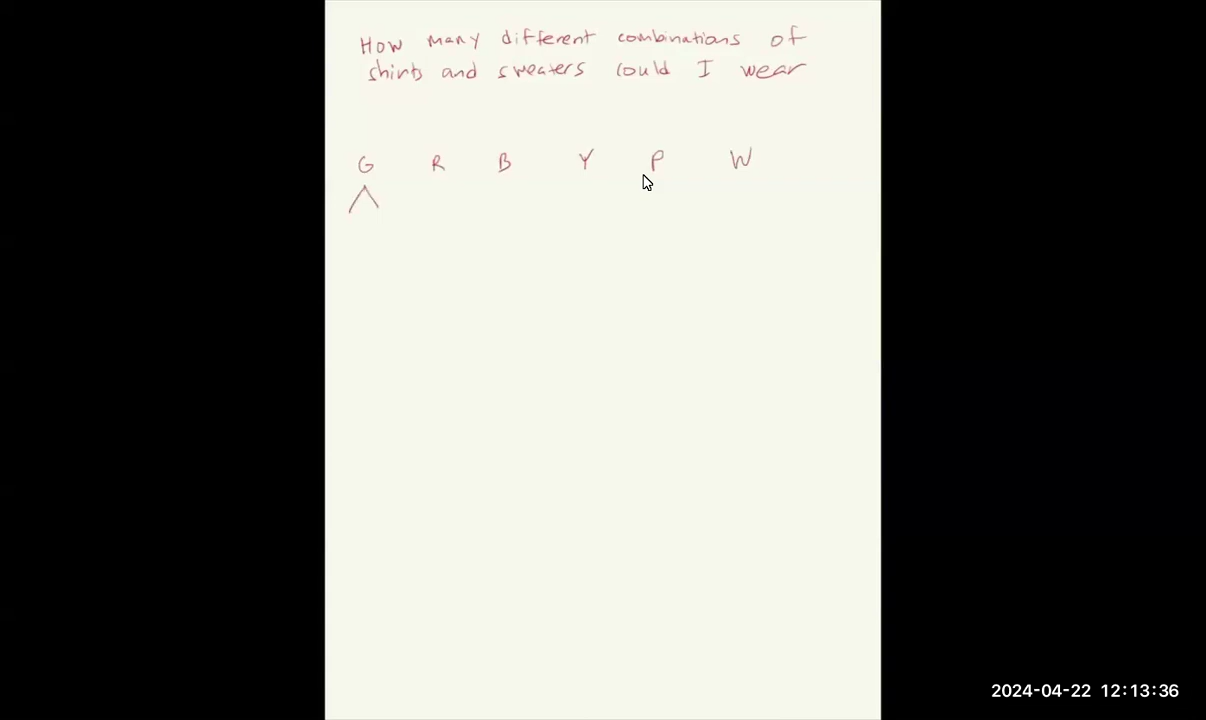 How many different combinations of
shirts and sweaters could I wear
G R B Y P W
2024-04-22 12:13:36